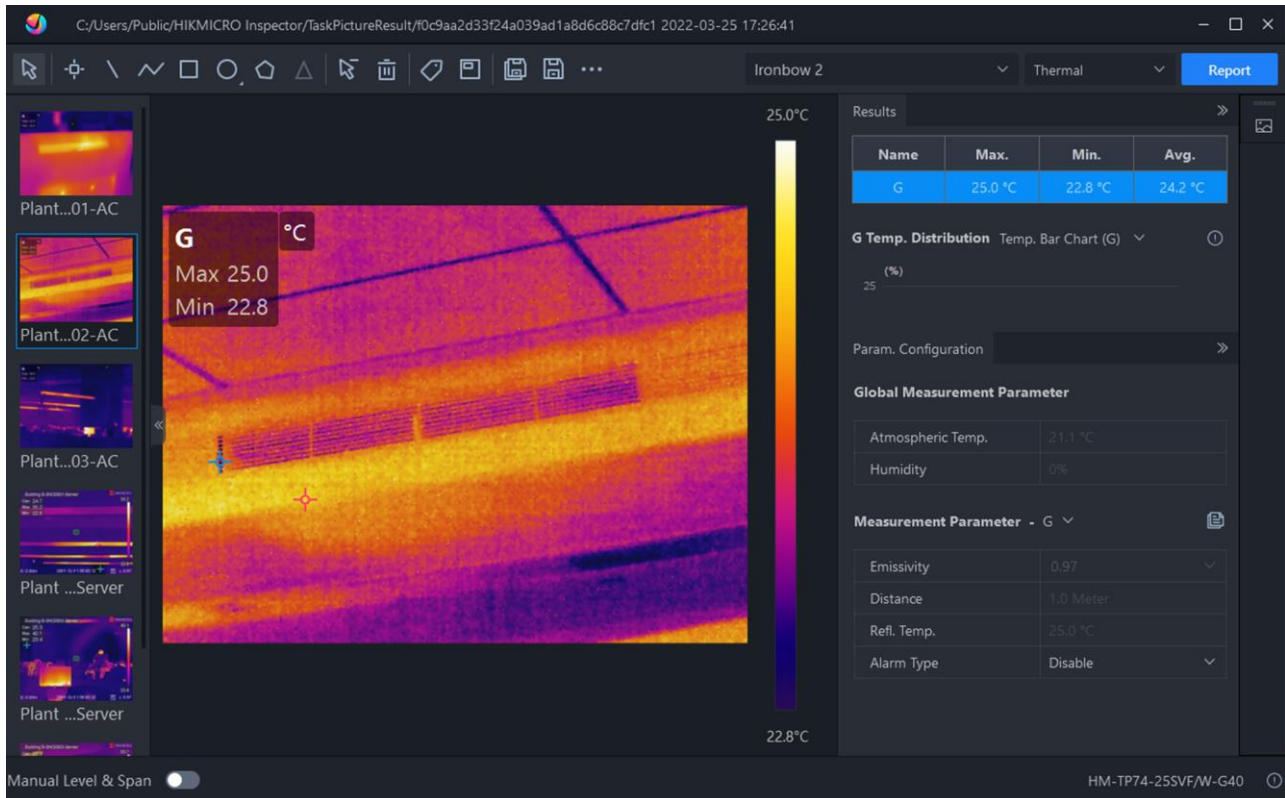 C:/Users/Public/HIKMICRO Inspector/TaskPictureResult/f0c9aa2d33f24a039ad1a8d6c88c7dfc1 2022-03-25 17:26:41
Ironbow 2
Thermal
Report
Plant...01-AC
Plant...02-AC
Plant...03-AC
Plant ...Server
Plant ...Server
25.0°C
G
°C
Max 25.0
Min 22.8
22.8°C
Results
Name Max. Min. Avg.
G 25.0 °C 22.8 °C 24.2 °C
G Temp. Distribution Temp. Bar Chart (G)
(%)
25
Param. Configuration
Global Measurement Parameter
Atmospheric Temp. 21.1 °C
Humidity 0%
Measurement Parameter - G
Emissivity 0.97
Distance 1.0 Meter
Refl. Temp. 25.0 °C
Alarm Type Disable
Manual Level & Span
HM-TP74-25SVF/W-G40